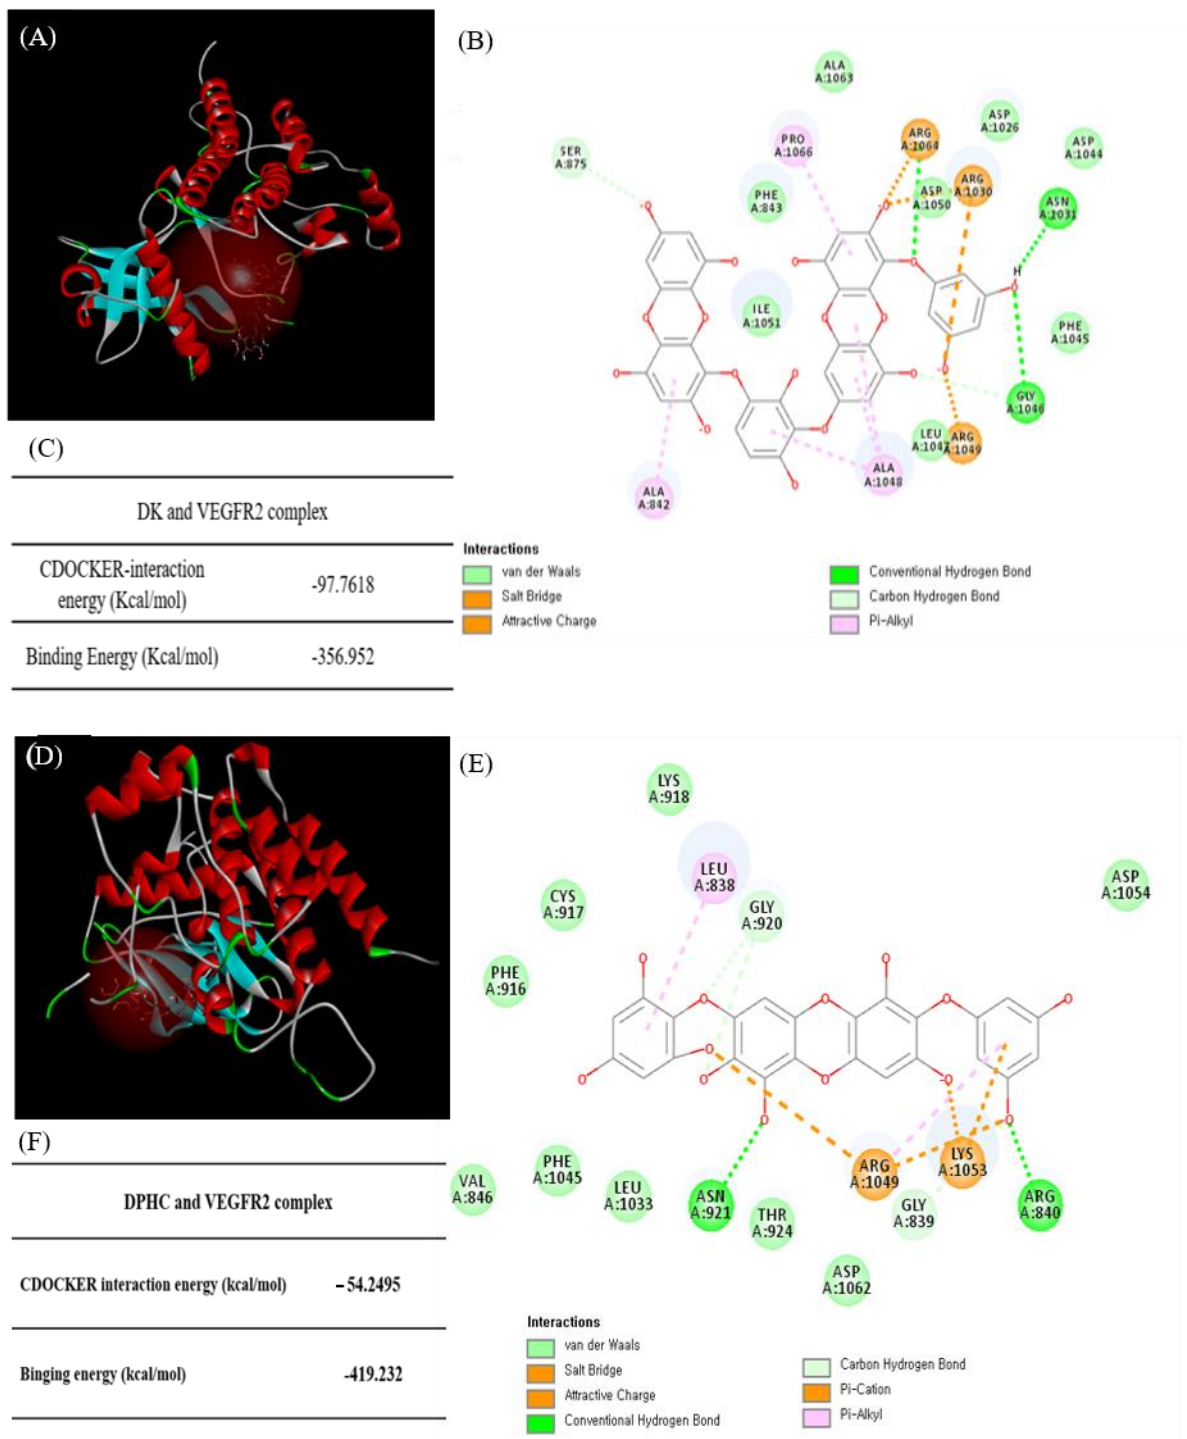 (A)
(B)
ALA
A:1063
ASP
A:1026
ARG
A:1064
PRO
A:1066
ASP
A:1044
SER
A:875
ARG
A:1030
PHE
A:843
ASP
A:1050
ASN
A:1031
H
ILE
A:1051
PHE
A:1045
GLY
A:1046
LEU
A:1047
ARG
A:1049
ALA
A:1048
ALA
A:842
(C)
DK and VEGFR2 complex
CDOCKER-interaction
energy (Kcal/mol)
-97.7618
Binding Energy (Kcal/mol)
-356.952
Interactions
van der Waals
Salt Bridge
Attractive Charge
Conventional Hydrogen Bond
Carbon Hydrogen Bond
Pi-Alkyl
(D)
(E)
LYS
A:918
LEU
A:838
ASP
A:1054
CYS
A:917
GLY
A:920
PHE
A:916
ARG
A:1049
LYS
A:1053
PHE
A:1045
VAL
A:846
LEU
A:1033
ASN
A:921
THR
A:924
GLY
A:839
ARG
A:840
ASP
A:1062
(F)
DPHC and VEGFR2 complex
CDOCKER interaction energy (kcal/mol)
–54.2495
Binging energy (kcal/mol)
-419.232
Interactions
van der Waals
Salt Bridge
Attractive Charge
Conventional Hydrogen Bond
Carbon Hydrogen Bond
Pi-Cation
Pi-Alkyl